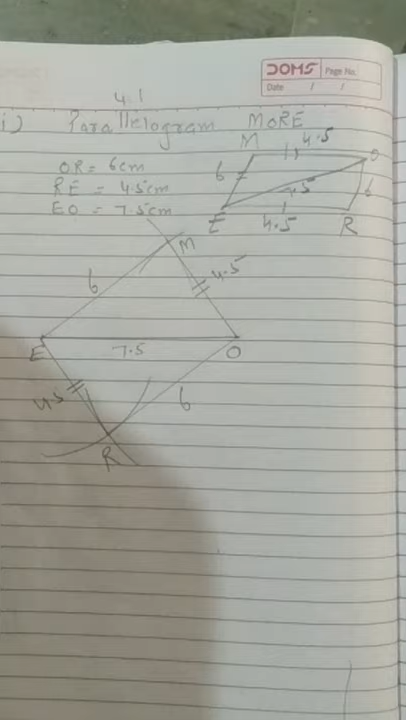 DOMS Page No.
Date / /
4.1
i) Parallelogram MORE
OR = 6cm
RE = 4.5cm
EO = 7.5cm
M 4.5 O
6 7.5 6
E 4.5 R
M
6 4.5
E 7.5 O
4.5 6
R